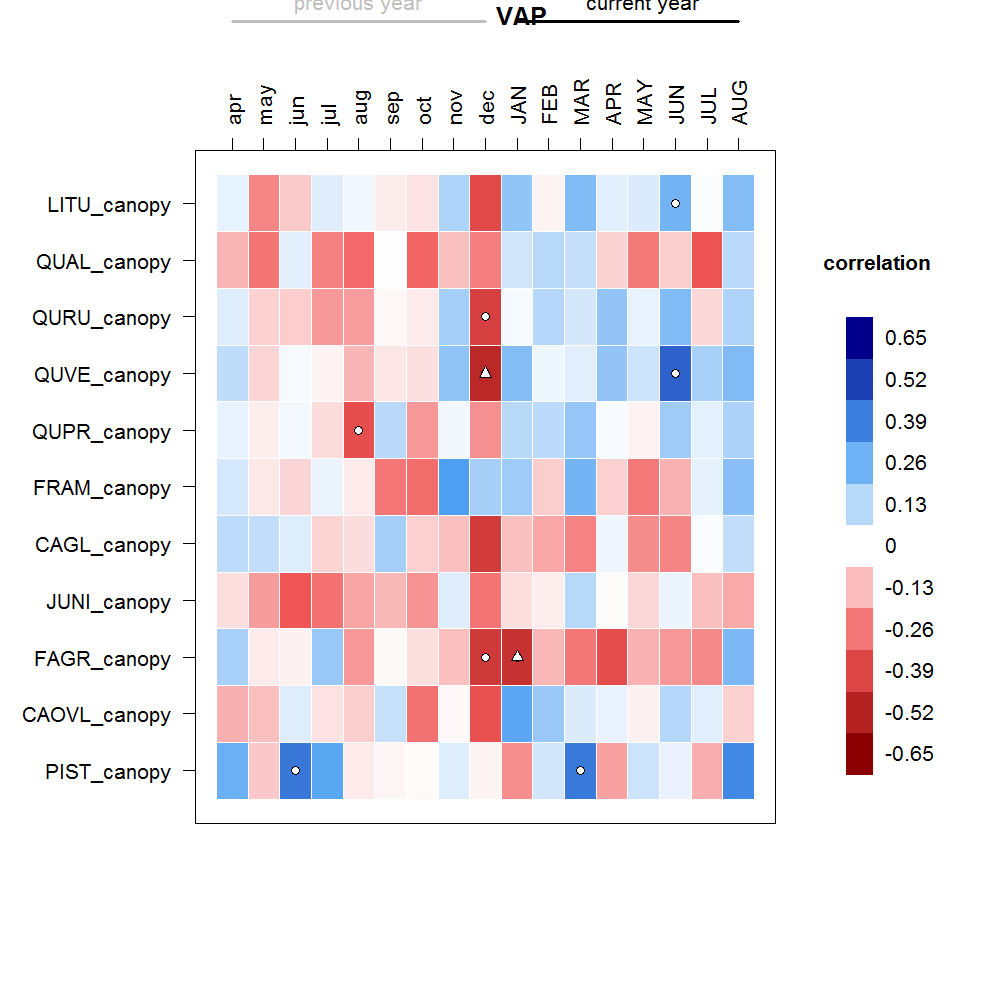 previous year
VAP
current year
apr may jun jul aug sep oct nov dec JAN FEB MAR APR MAY JUN JUL AUG
LITU_canopy
QUAL_canopy
QURU_canopy
QUVE_canopy
QUPR_canopy
FRAM_canopy
CAGL_canopy
JUNI_canopy
FAGR_canopy
CAOVL_canopy
PIST_canopy
correlation
0.65
0.52
0.39
0.26
0.13
0
-0.13
-0.26
-0.39
-0.52
-0.65